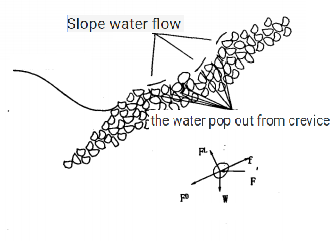 Slope water flow
the water pop out from crevice
F^L
f
F
F^D
W